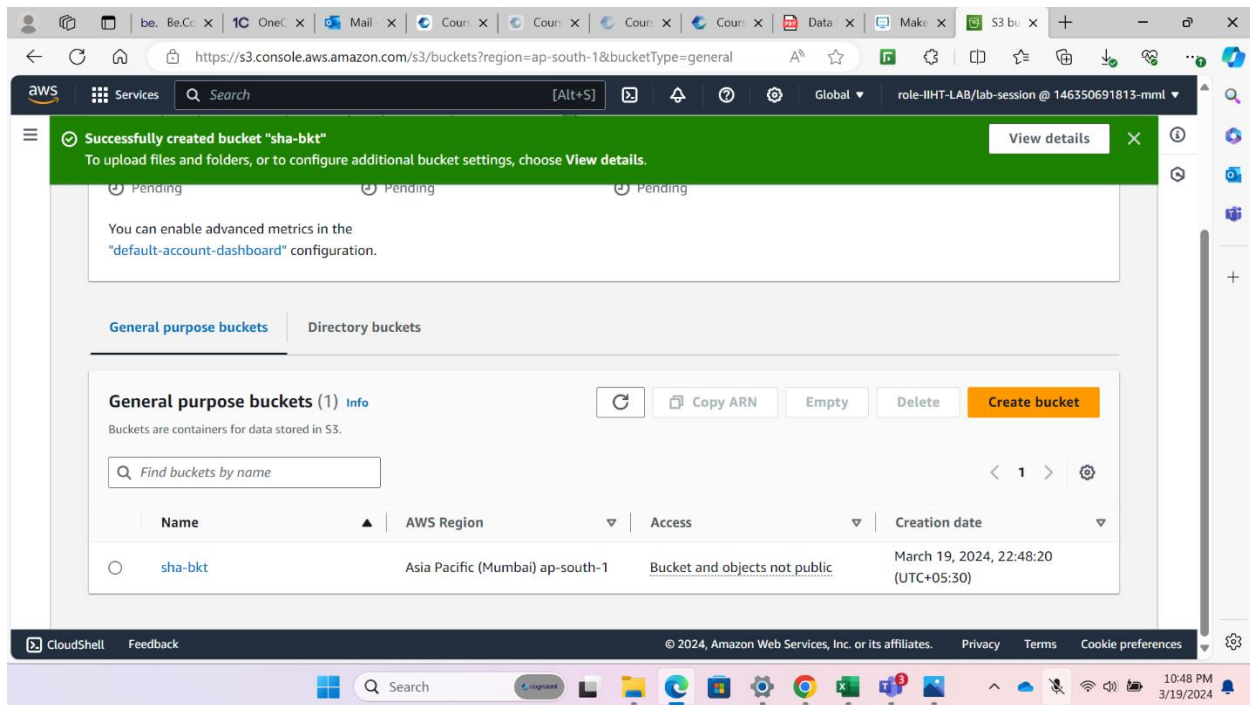 be. Be.Cc
1C OneC
Mail
Cours
Cours
Cours
Cours
Data
Make
S3 bu
https://s3.console.aws.amazon.com/s3/buckets?region=ap-south-1&bucketType=general
aws
Services
Search
[Alt+S]
Global
role-IIHT-LAB/lab-session @ 146350691813-mml
Successfully created bucket "sha-bkt"
To upload files and folders, or to configure additional bucket settings, choose View details.
View details
Pending
Pending
Pending
You can enable advanced metrics in the
"default-account-dashboard" configuration.
General purpose buckets
Directory buckets
General purpose buckets (1) Info
Buckets are containers for data stored in S3.
Copy ARN
Empty
Delete
Create bucket
Find buckets by name
1
Name
AWS Region
Access
Creation date
sha-bkt
Asia Pacific (Mumbai) ap-south-1
Bucket and objects not public
March 19, 2024, 22:48:20
(UTC+05:30)
CloudShell
Feedback
© 2024, Amazon Web Services, Inc. or its affiliates.
Privacy
Terms
Cookie preferences
Search
cognizant
3
10:48 PM
3/19/2024